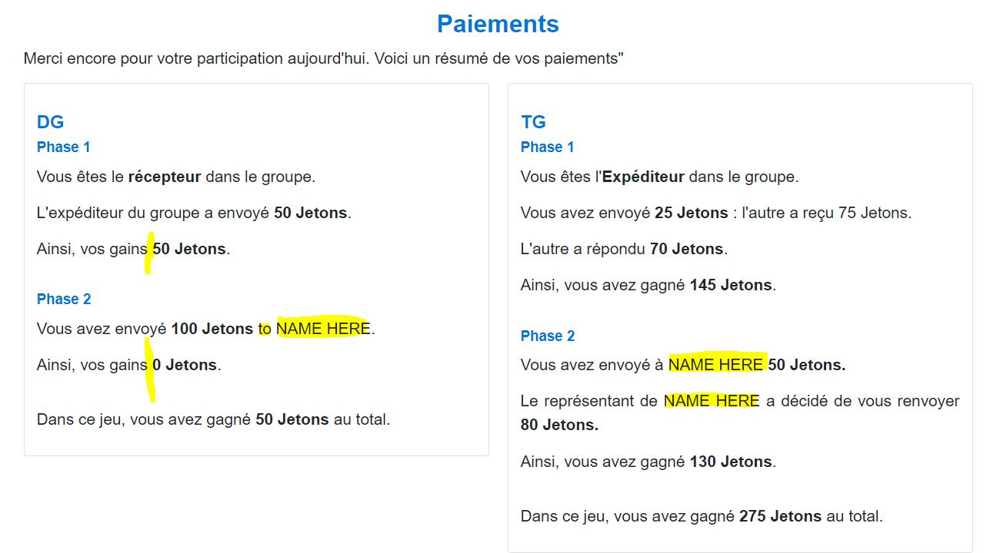 Paiements
Merci encore pour votre participation aujourd'hui. Voici un résumé de vos paiements"
DG
Phase 1
Vous êtes le récepteur dans le groupe.
L'expéditeur du groupe a envoyé 50 Jetons.
Ainsi, vos gains 50 Jetons.
Phase 2
Vous avez envoyé 100 Jetons to NAME HERE.
Ainsi, vos gains 0 Jetons.
Dans ce jeu, vous avez gagné 50 Jetons au total.
TG
Phase 1
Vous êtes l'Expéditeur dans le groupe.
Vous avez envoyé 25 Jetons : l'autre a reçu 75 Jetons.
L'autre a répondu 70 Jetons.
Ainsi, vous avez gagné 145 Jetons.
Phase 2
Vous avez envoyé à NAME HERE 50 Jetons.
Le représentant de NAME HERE a décidé de vous renvoyer
80 Jetons.
Ainsi, vous avez gagné 130 Jetons.
Dans ce jeu, vous avez gagné 275 Jetons au total.